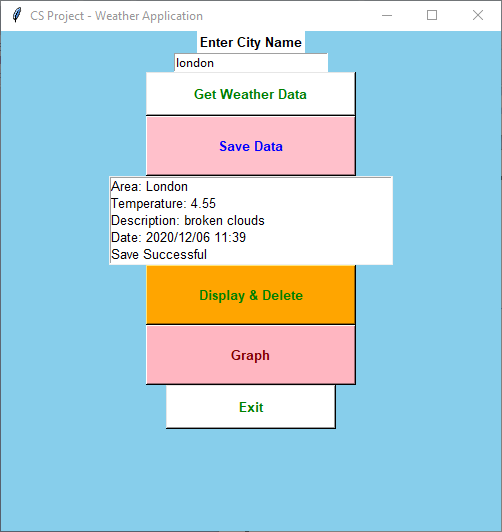 CS Project - Weather Application
Enter City Name
london
Get Weather Data
Save Data
Area: London
Temperature: 4.55
Description: broken clouds
Date: 2020/12/06 11:39
Save Successful
Display & Delete
Graph
Exit